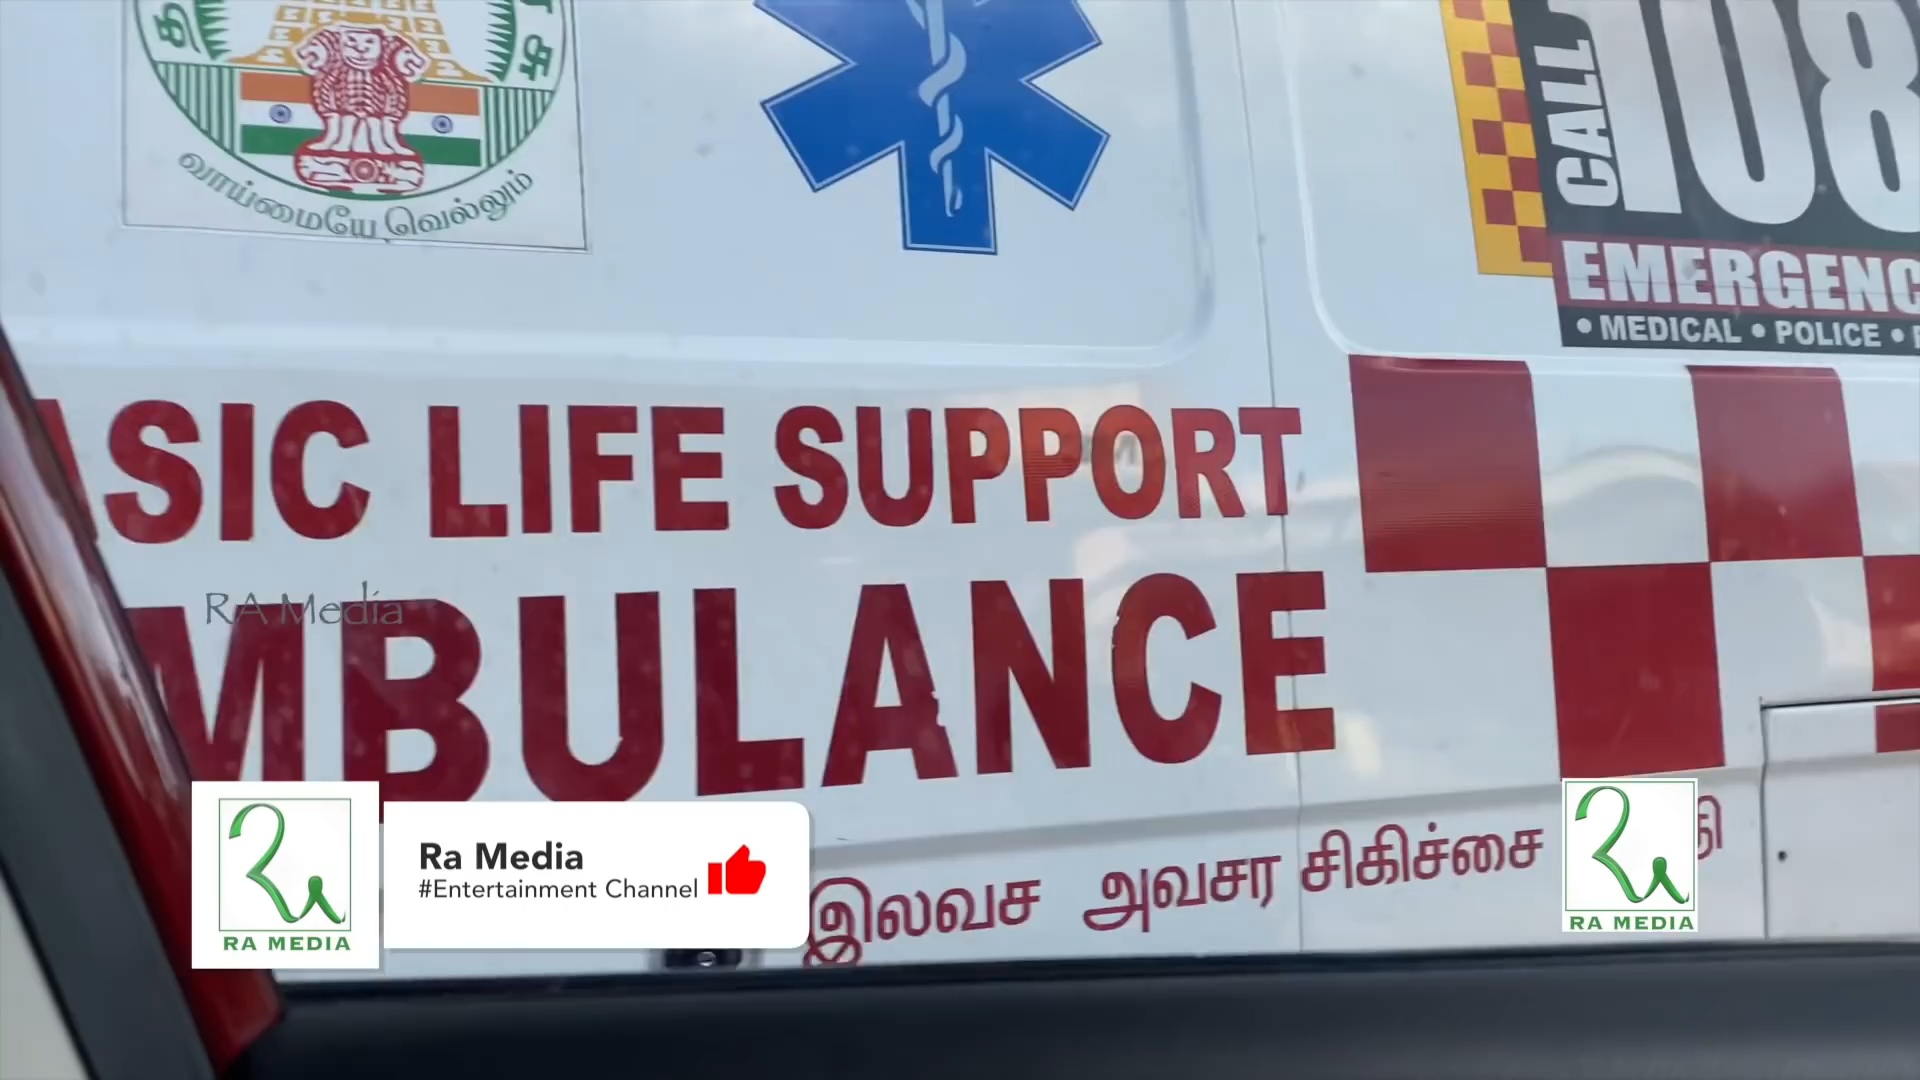 வாய்மையே வெல்லும்
CALL 108
EMERGENC
• MEDICAL • POLICE •
ASIC LIFE SUPPORT
MBULANCE
RA Media
இலவச அவசர சிகிச்சை
Ra Media
#Entertainment Channel
RA MEDIA
RA MEDIA